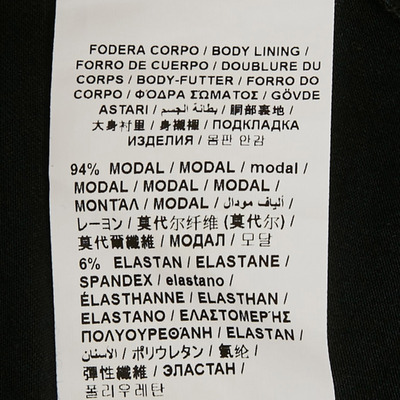 FODERA CORPO / BODY LINING /
FORRO DE CUERPO / DOUBLURE DU
CORPS / BODY-FUTTER / FORRO DO
CORPO / ΦΟΔΡΑ ΣΩΜΑΤΟΣ / GÖVDE
ASTARI / بطانة الجسم / 胴部裏地 /
大身衬里 / 身襯裡 / ПОДКЛАДКА
ИЗДЕЛИЯ / 몸판 안감
94% MODAL / MODAL / modal /
MODAL / MODAL / MODAL /
ΜΟΝΤΑΛ / MODAL / ألياف مودال /
レーヨン / 莫代尔纤维 (莫代尔) /
莫代爾纖維 / МОДАЛ / 모달
6% ELASTAN / ELASTANE /
SPANDEX / elastano /
ÉLASTHANNE / ELASTHAN /
ELASTANO / ΕΛΑΣΤΟΜΕΡΗΣ
ΠΟΛΥΟΥΡΕΘΑΝΗ / ELASTAN /
الأستان / ポリウレタン / 氨纶 /
彈性纖維 / ЭЛАСТАН /
폴리우레탄